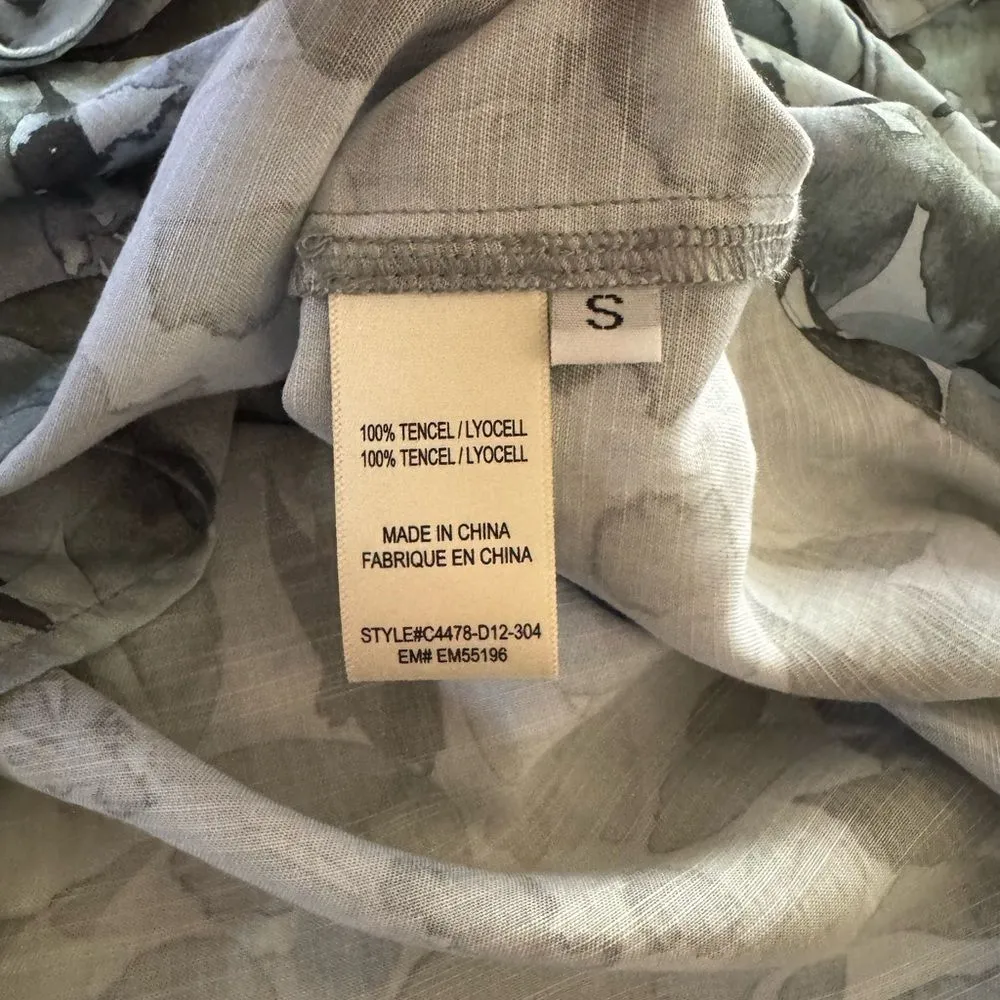 S
100% TENCEL / LYOCELL
100% TENCEL / LYOCELL
MADE IN CHINA
FABRIQUE EN CHINA
STYLE#C4478-D12-304
EM# EM55196